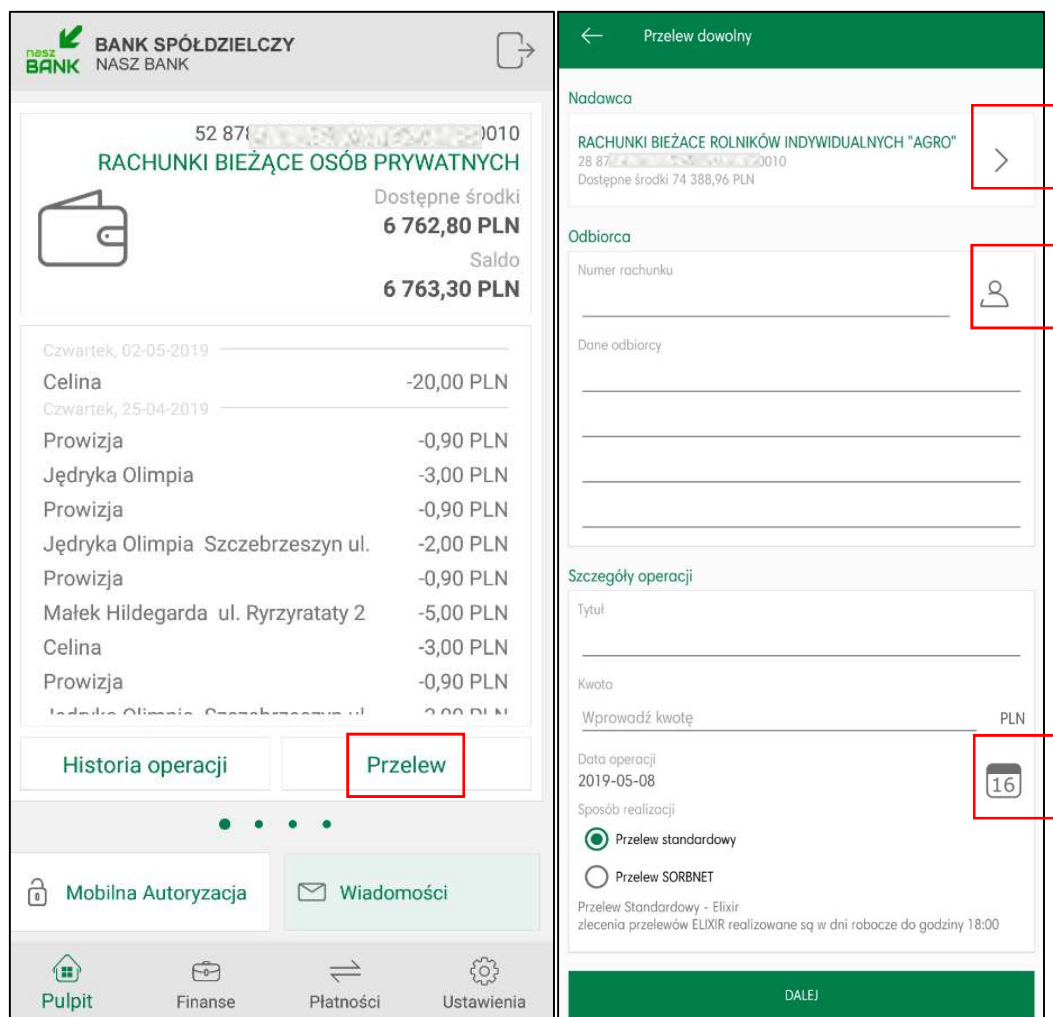 nasz
BANK
BANK SPÓŁDZIELCZY
NASZ BANK
52 878 0010
RACHUNKI BIEŻĄCE OSÓB PRYWATNYCH
Dostępne środki
6 762,80 PLN
Saldo
6 763,30 PLN
Czwartek, 02-05-2019
Celina -20,00 PLN
Czwartek, 25-04-2019
Prowizja -0,90 PLN
Jędryka Olimpia -3,00 PLN
Prowizja -0,90 PLN
Jędryka Olimpia Szczebrzeszyn ul. -2,00 PLN
Prowizja -0,90 PLN
Małek Hildegarda ul. Ryrzyrataty 2 -5,00 PLN
Celina -3,00 PLN
Prowizja -0,90 PLN
Historia operacji
Przelew
Mobilna Autoryzacja
Wiadomości
Pulpit
Finanse
Płatności
Ustawienia
Przelew dowolny
Nadawca
RACHUNKI BIEŻACE ROLNIKÓW INDYWIDUALNYCH "AGRO"
28 87 0010
Dostępne środki 74 388,96 PLN
Odbiorca
Numer rachunku
Dane odbiorcy
Szczegóły operacji
Tytuł
Kwota
Wprowadź kwotę PLN
Data operacji
2019-05-08
16
Sposób realizacji
Przelew standardowy
Przelew SORBNET
Przelew Standardowy - Elixir
zlecenia przelewów ELIXIR realizowane są w dni robocze do godziny 18:00
DALEJ